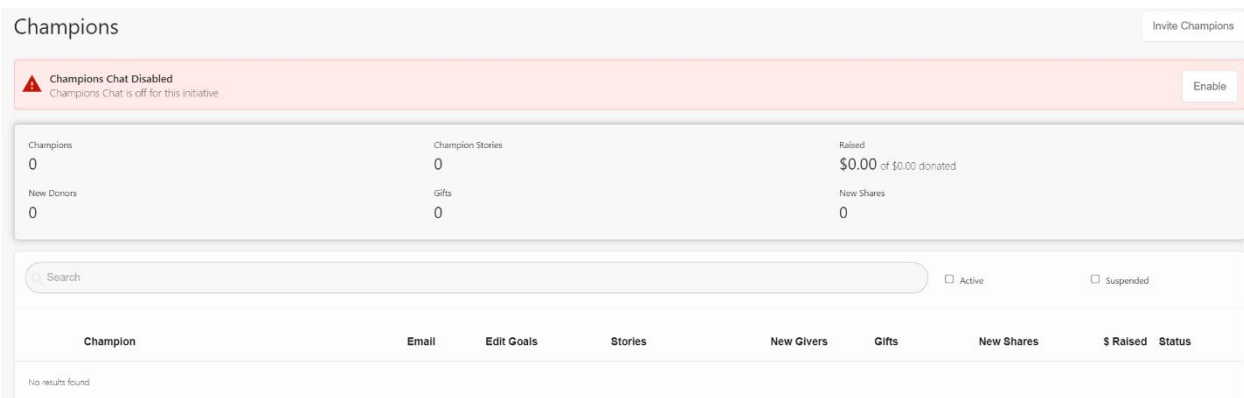 Champions
Invite Champions
Champions Chat Disabled
Champions Chat is off for this initiative
Enable
Champions
Champion Stories
Raised
0
0
$0.00 of $0.00 donated
New Donors
Gifts
New Shares
0
0
0
Search
Active
Suspended
Champion Email Edit Goals Stories New Givers Gifts New Shares $ Raised Status
No results found